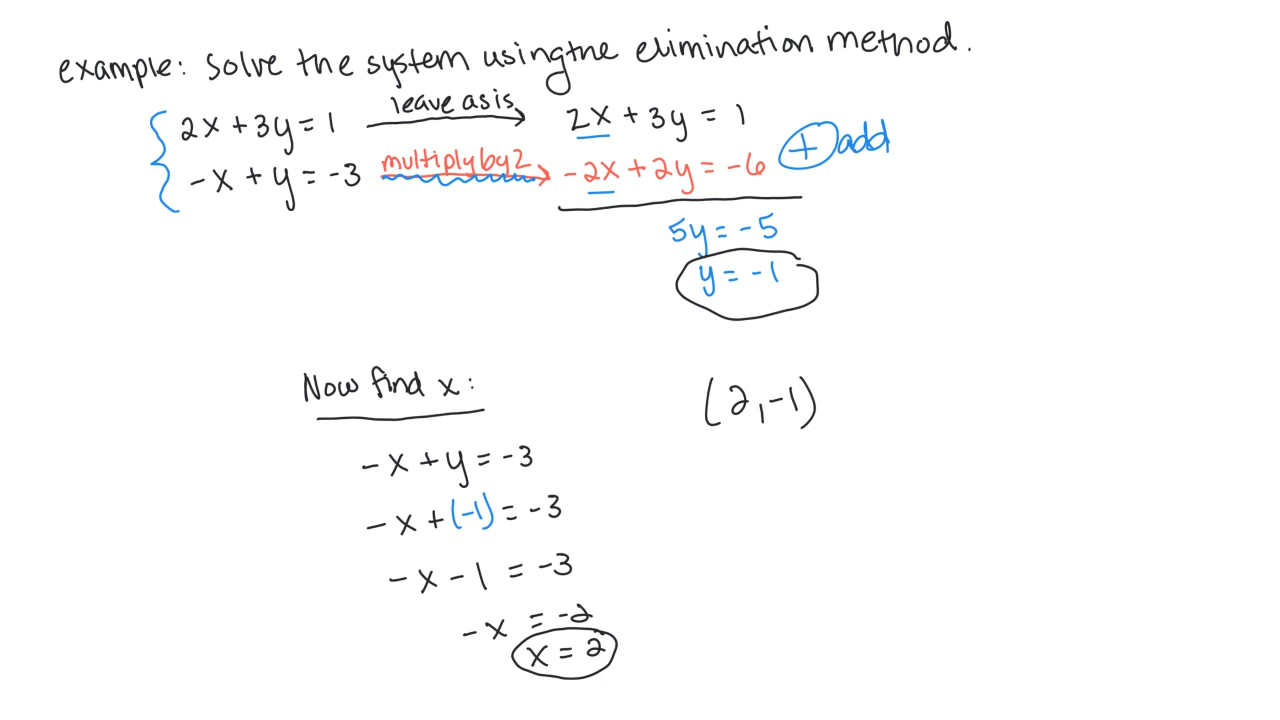 example: Solve the system using the elimination method.
2x + 3y = 1 leave as is 2x + 3y = 1
-x + y = -3 multiply by 2 -2x + 2y = -6 + add
5y = -5
y = -1
Now find x:
(2, -1)
-x + y = -3
-x + (-1) = -3
-x - 1 = -3
-x = -2
x = 2